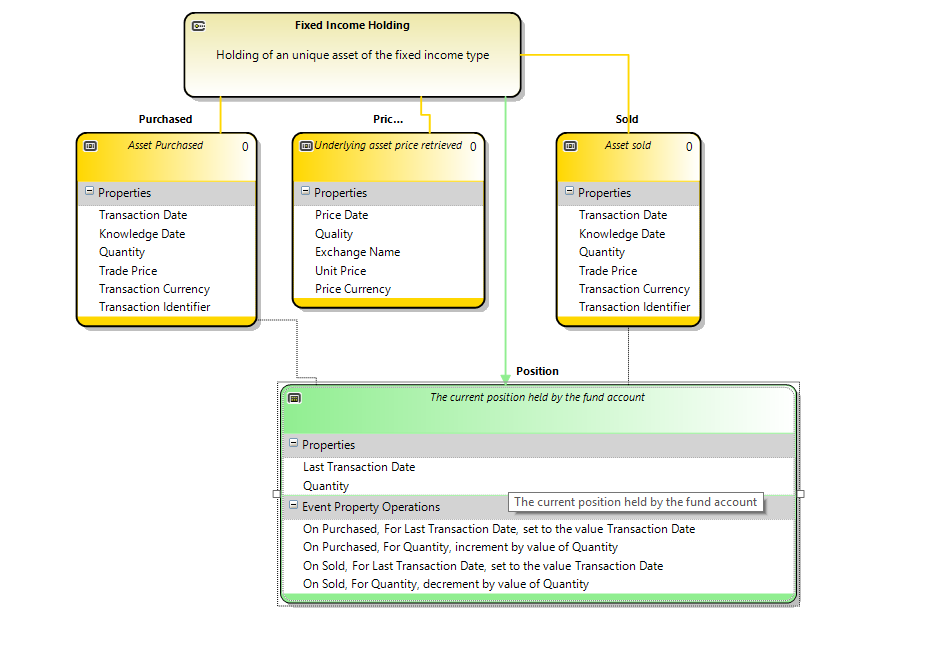 Fixed Income Holding
Holding of an unique asset of the fixed income type
Purchased
Pric...
Sold
Asset Purchased 0
Properties
Transaction Date
Knowledge Date
Quantity
Trade Price
Transaction Currency
Transaction Identifier
Underlying asset price retrieved 0
Properties
Price Date
Quality
Exchange Name
Unit Price
Price Currency
Asset sold 0
Properties
Transaction Date
Knowledge Date
Quantity
Trade Price
Transaction Currency
Transaction Identifier
Position
The current position held by the fund account
Properties
Last Transaction Date
Quantity
Event Property Operations
The current position held by the fund account
On Purchased, For Last Transaction Date, set to the value Transaction Date
On Purchased, For Quantity, increment by value of Quantity
On Sold, For Last Transaction Date, set to the value Transaction Date
On Sold, For Quantity, decrement by value of Quantity